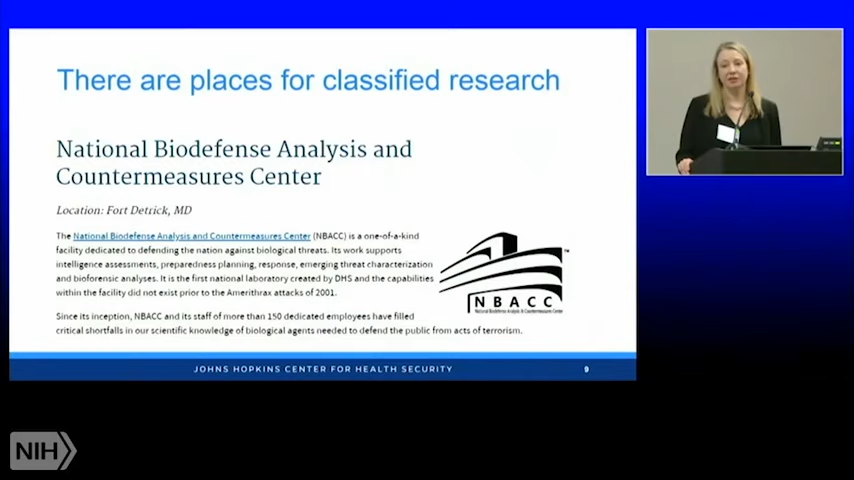 There are places for classified research
National Biodefense Analysis and
Countermeasures Center
Location: Fort Detrick, MD
The National Biodefense Analysis and Countermeasures Center (NBACC) is a one-of-a-kind
facility dedicated to defending the nation against biological threats. Its work supports
intelligence assessments, preparedness planning, response, emerging threat characterization
and bioforensic analyses. It is the first national laboratory created by DHS and the capabilities
within the facility did not exist prior to the Amerithrax attacks of 2001.
Since its inception, NBACC and its staff of more than 150 dedicated employees have filled
critical shortfalls in our scientific knowledge of biological agents needed to defend the public from acts of terrorism.
NBACC
National Biodefense Analysis & Countermeasures Center
™
JOHNS HOPKINS CENTER FOR HEALTH SECURITY
9
NIH